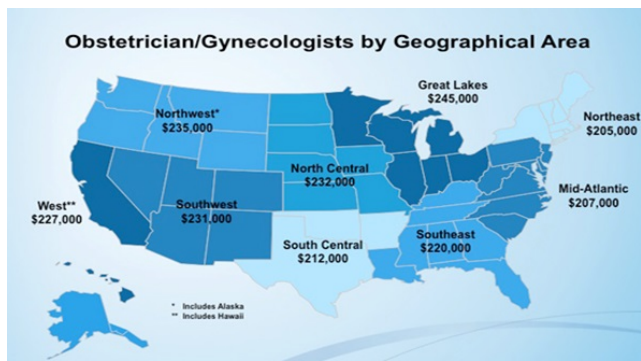 Obstetrician/Gynecologists by Geographical Area
Great Lakes
$245,000
Northwest*
$235,000
Northeast
$205,000
North Central
$232,000
Mid-Atlantic
$207,000
West**
$227,000
Southwest
$231,000
Southeast
$220,000
South Central
$212,000
* Includes Alaska
** Includes Hawaii